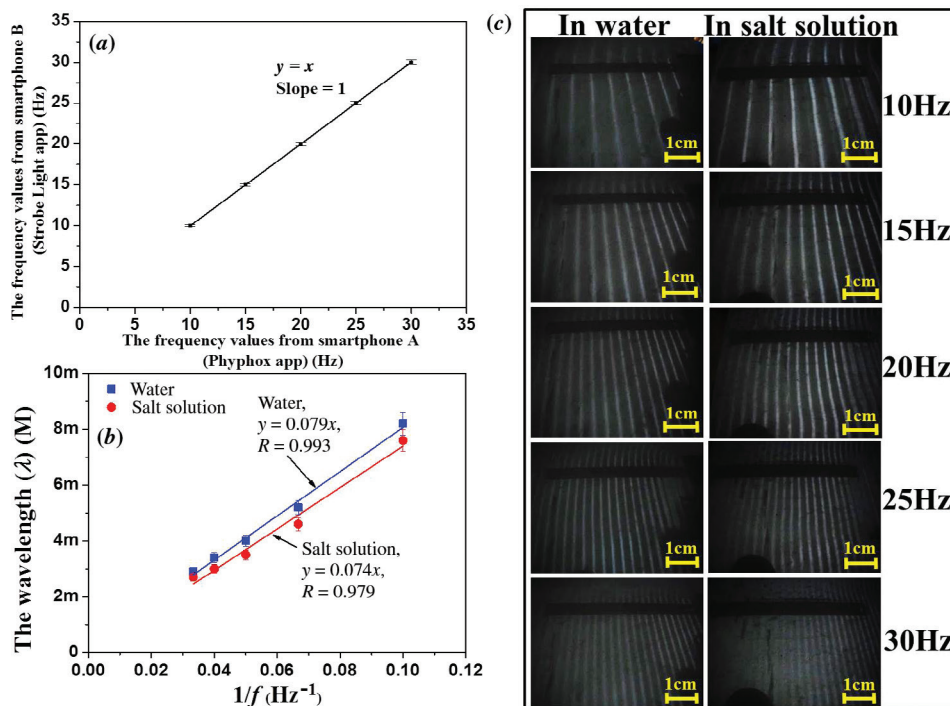 (a)
The frequency values from smartphone B
(Strobe Light app) (Hz)
35
30
25
20
15
10
5
0
y = x
Slope = 1
0 5 10 15 20 25 30 35
The frequency values from smartphone A
(Phyphox app) (Hz)
(b)
The wavelength (λ) (M)
10m
8m
6m
4m
2m
0
Water
Salt solution
Water,
y = 0.079x,
R = 0.993
Salt solution,
y = 0.074x,
R = 0.979
0.00 0.02 0.04 0.06 0.08 0.10 0.12
1/f (Hz⁻¹)
(c)
In water In salt solution
1cm 1cm 10Hz
1cm 1cm 15Hz
1cm 1cm 20Hz
1cm 1cm 25Hz
1cm 1cm 30Hz